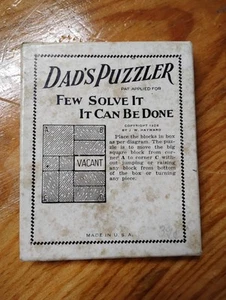 DAD'S PUZZLER
PAT. APPLIED FOR
FEW SOLVE IT
IT CAN BE DONE
COPYRIGHT 1926
BY J. W. HAYWARD
A
B
VACANT
C
Place the blocks in box
as per diagram. The puz-
zle is to move the big
square block from cor-
ner A to corner C with-
out jumping or raising
any block from bottom
of the box or turning
any piece.
MADE IN U. S. A.